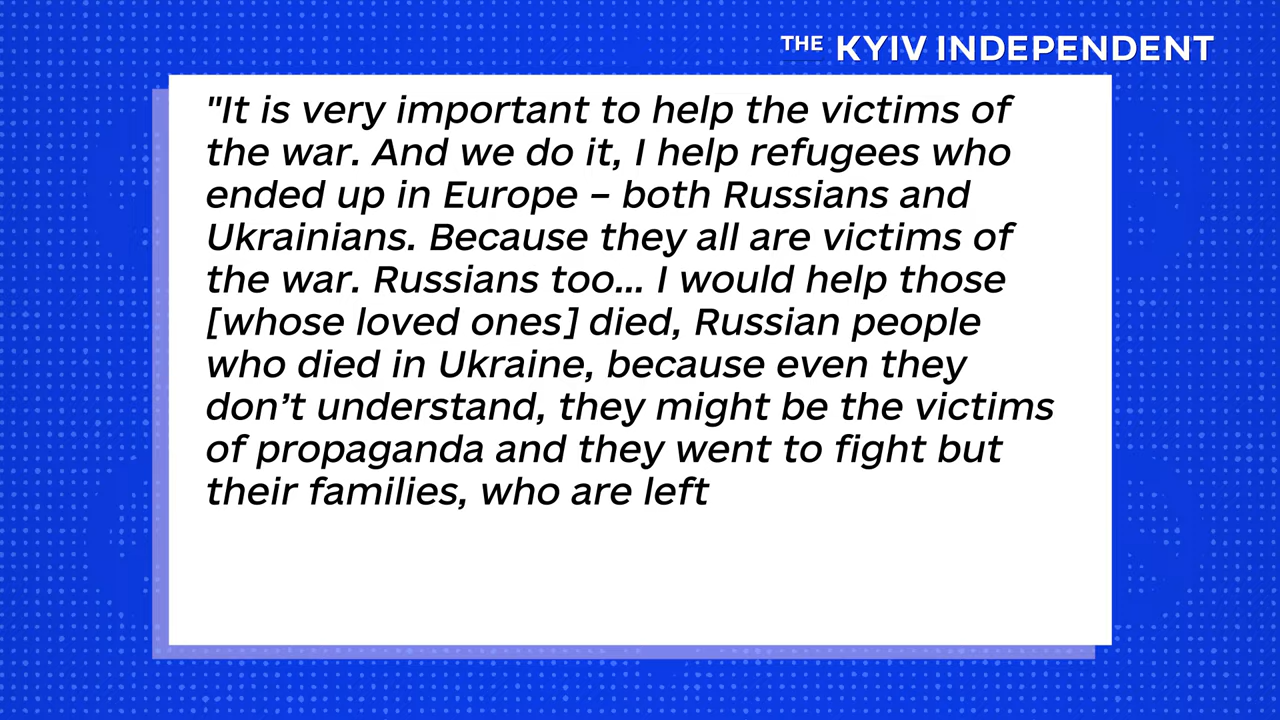 THE KYIV INDEPENDENT
"It is very important to help the victims of
the war. And we do it, I help refugees who
ended up in Europe – both Russians and
Ukrainians. Because they all are victims of
the war. Russians too... I would help those
[whose loved ones] died, Russian people
who died in Ukraine, because even they
don’t understand, they might be the victims
of propaganda and they went to fight but
their families, who are left